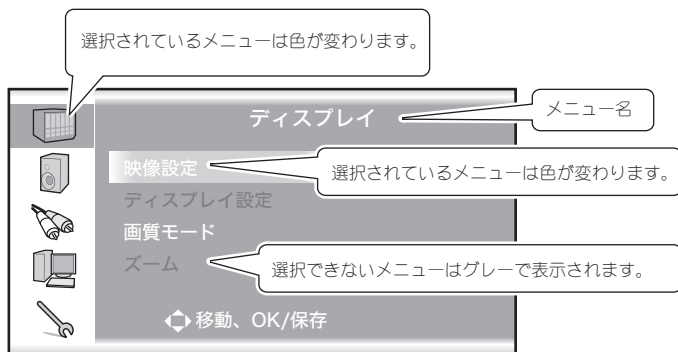 選択されているメニューは色が変わります。
ディスプレイ
メニュー名
映像設定
選択されているメニューは色が変わります。
ディスプレイ設定
画質モード
ズーム
選択できないメニューはグレーで表示されます。
移動、OK/保存